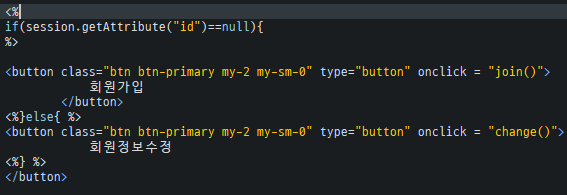 <%
if(session.getAttribute("id")==null){
%>
<button class="btn btn-primary my-2 my-sm-0" type="button" onclick = "join()">
회원가입
</button>
<%}else{ %>
<button class="btn btn-primary my-2 my-sm-0" type="button" onclick = "change()">
회원정보수정
<%} %>
</button>